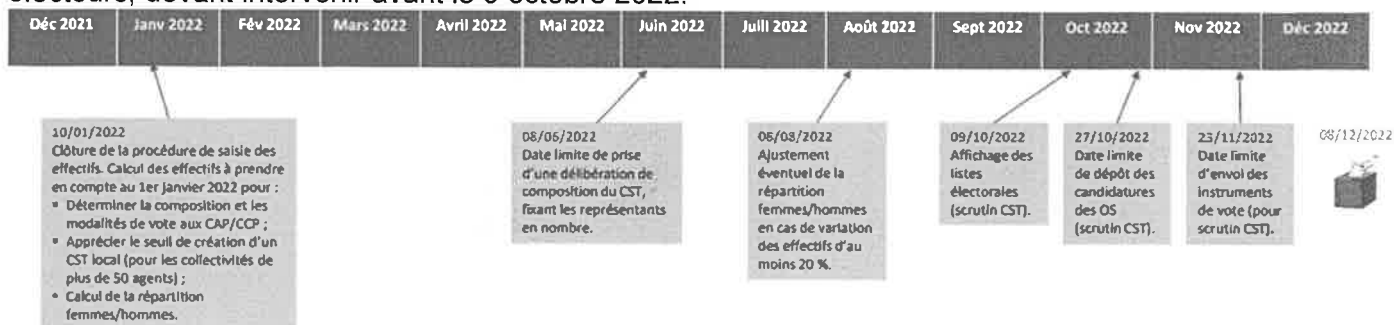 électeurs, devant intervenir avant le 9 octobre 2022.
Déc 2021 Janv 2022 Fév 2022 Mars 2022 Avril 2022 Mai 2022 Juin 2022 Juill 2022 Août 2022 Sept 2022 Oct 2022 Nov 2022 Déc 2022
10/01/2022
Clôture de la procédure de saisie des
effectifs. Calcul des effectifs à prendre
en compte au 1er janvier 2022 pour :
▪ Déterminer la composition et les
modalités de vote aux CAP/CCP ;
▪ Apprécier le seuil de création d'un
CST local (pour les collectivités de
plus de 50 agents) ;
▪ Calcul de la répartition
femmes/hommes.
08/06/2022
Date limite de prise
d'une délibération de
composition du CST,
fixant les représentants
en nombre.
06/08/2022
Ajustement
éventuel de la
répartition
femmes/hommes
en cas de variation
des effectifs d'au
moins 20 %.
09/10/2022
Affichage des
listes
électorales
(scrutin CST).
27/10/2022
Date limite
de dépôt des
candidatures
des OS
(scrutin CST).
23/11/2022
Date limite
d'envoi des
instruments
de vote (pour
scrutin CST).
08/12/2022